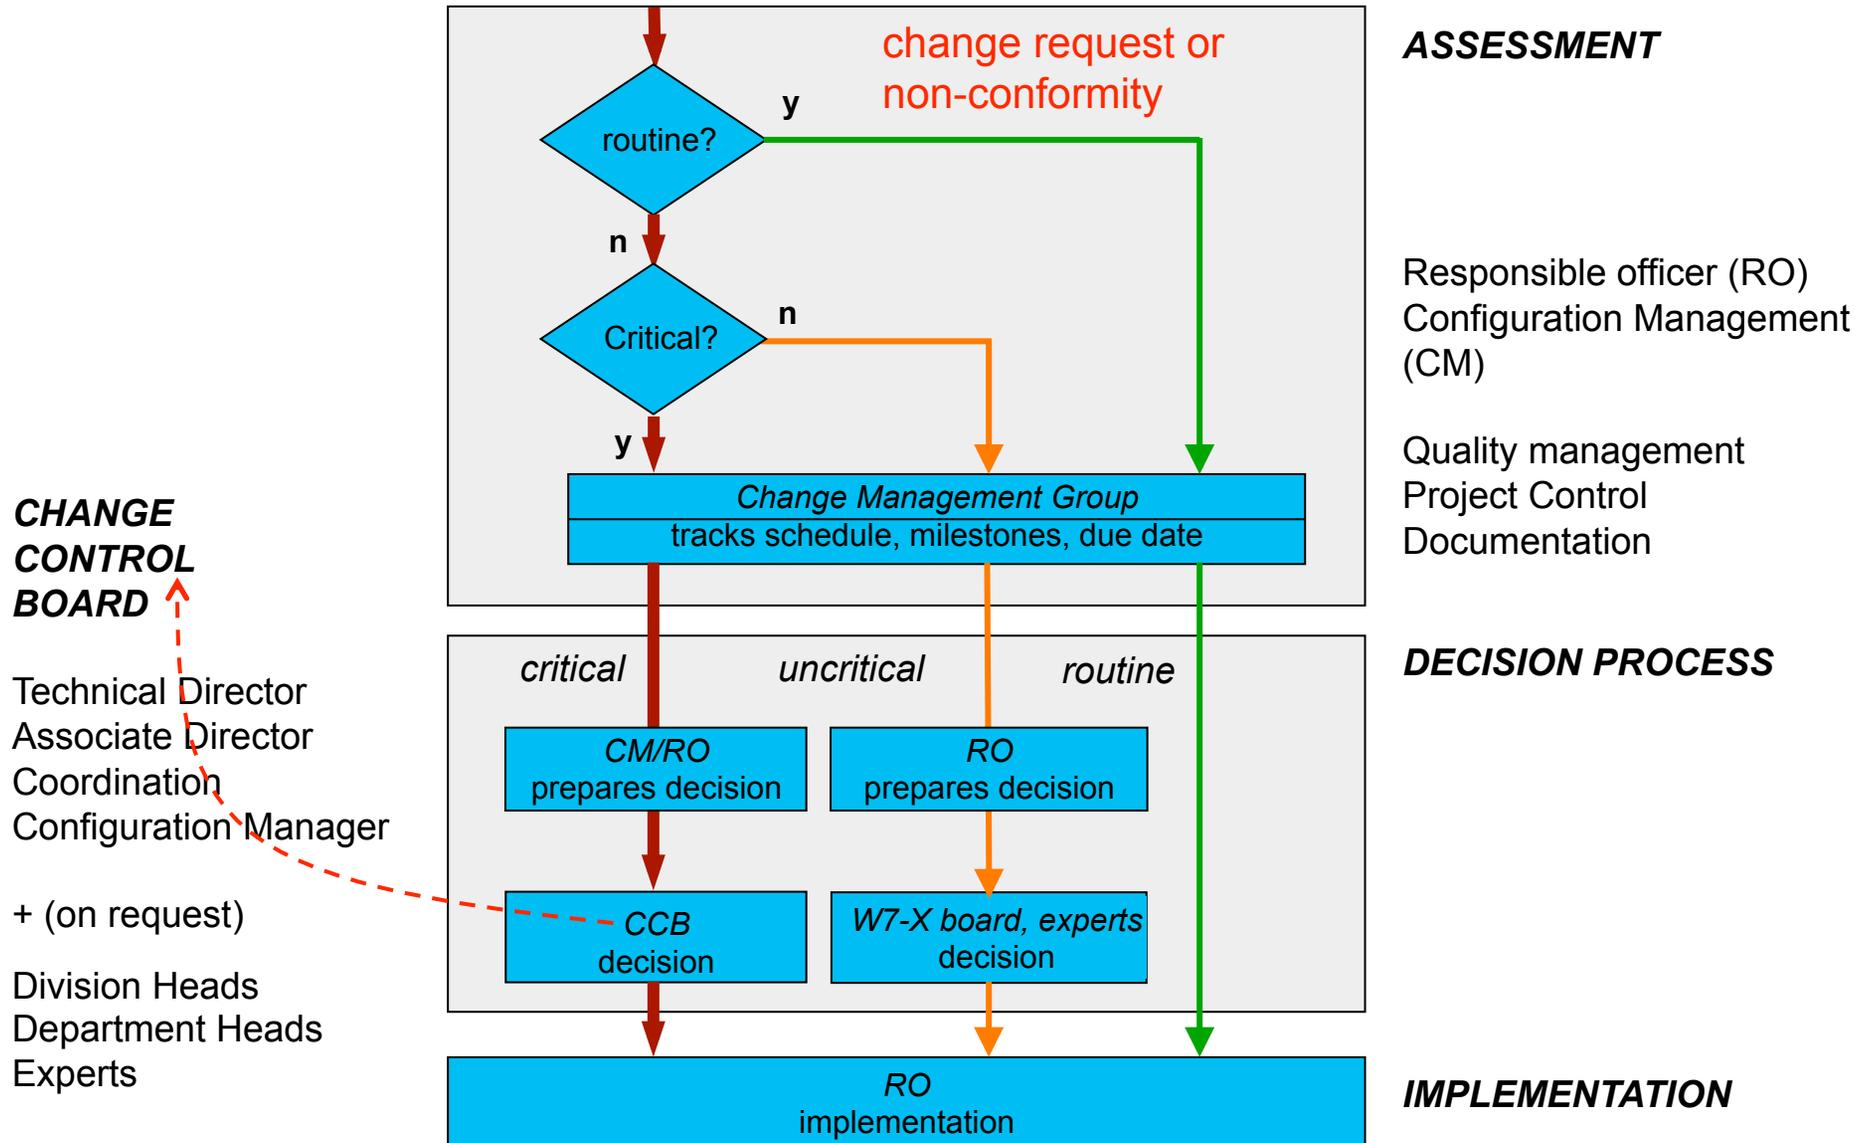 change request or
non-conformity
ASSESSMENT
y
routine?
n
Critical?
n
y
Responsible officer (RO)
Configuration Management
(CM)
Quality management
Project Control
Documentation
Change Management Group
tracks schedule, milestones, due date
CHANGE
CONTROL
BOARD
Technical Director
Associate Director
Coordination
Configuration Manager
+ (on request)
Division Heads
Department Heads
Experts
critical
uncritical
routine
DECISION PROCESS
CM/RO
prepares decision
RO
prepares decision
CCB
decision
W7-X board, experts
decision
RO
implementation
IMPLEMENTATION